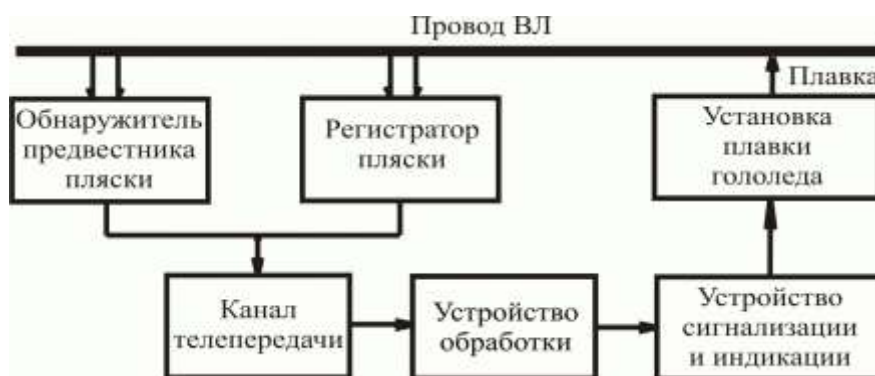 Провод ВЛ
Плавка
Обнаружитель
предвестника
пляски
Регистратор
пляски
Установка
плавки
гололеда
Канал
телепередачи
Устройство
обработки
Устройство
сигнализации
и индикации